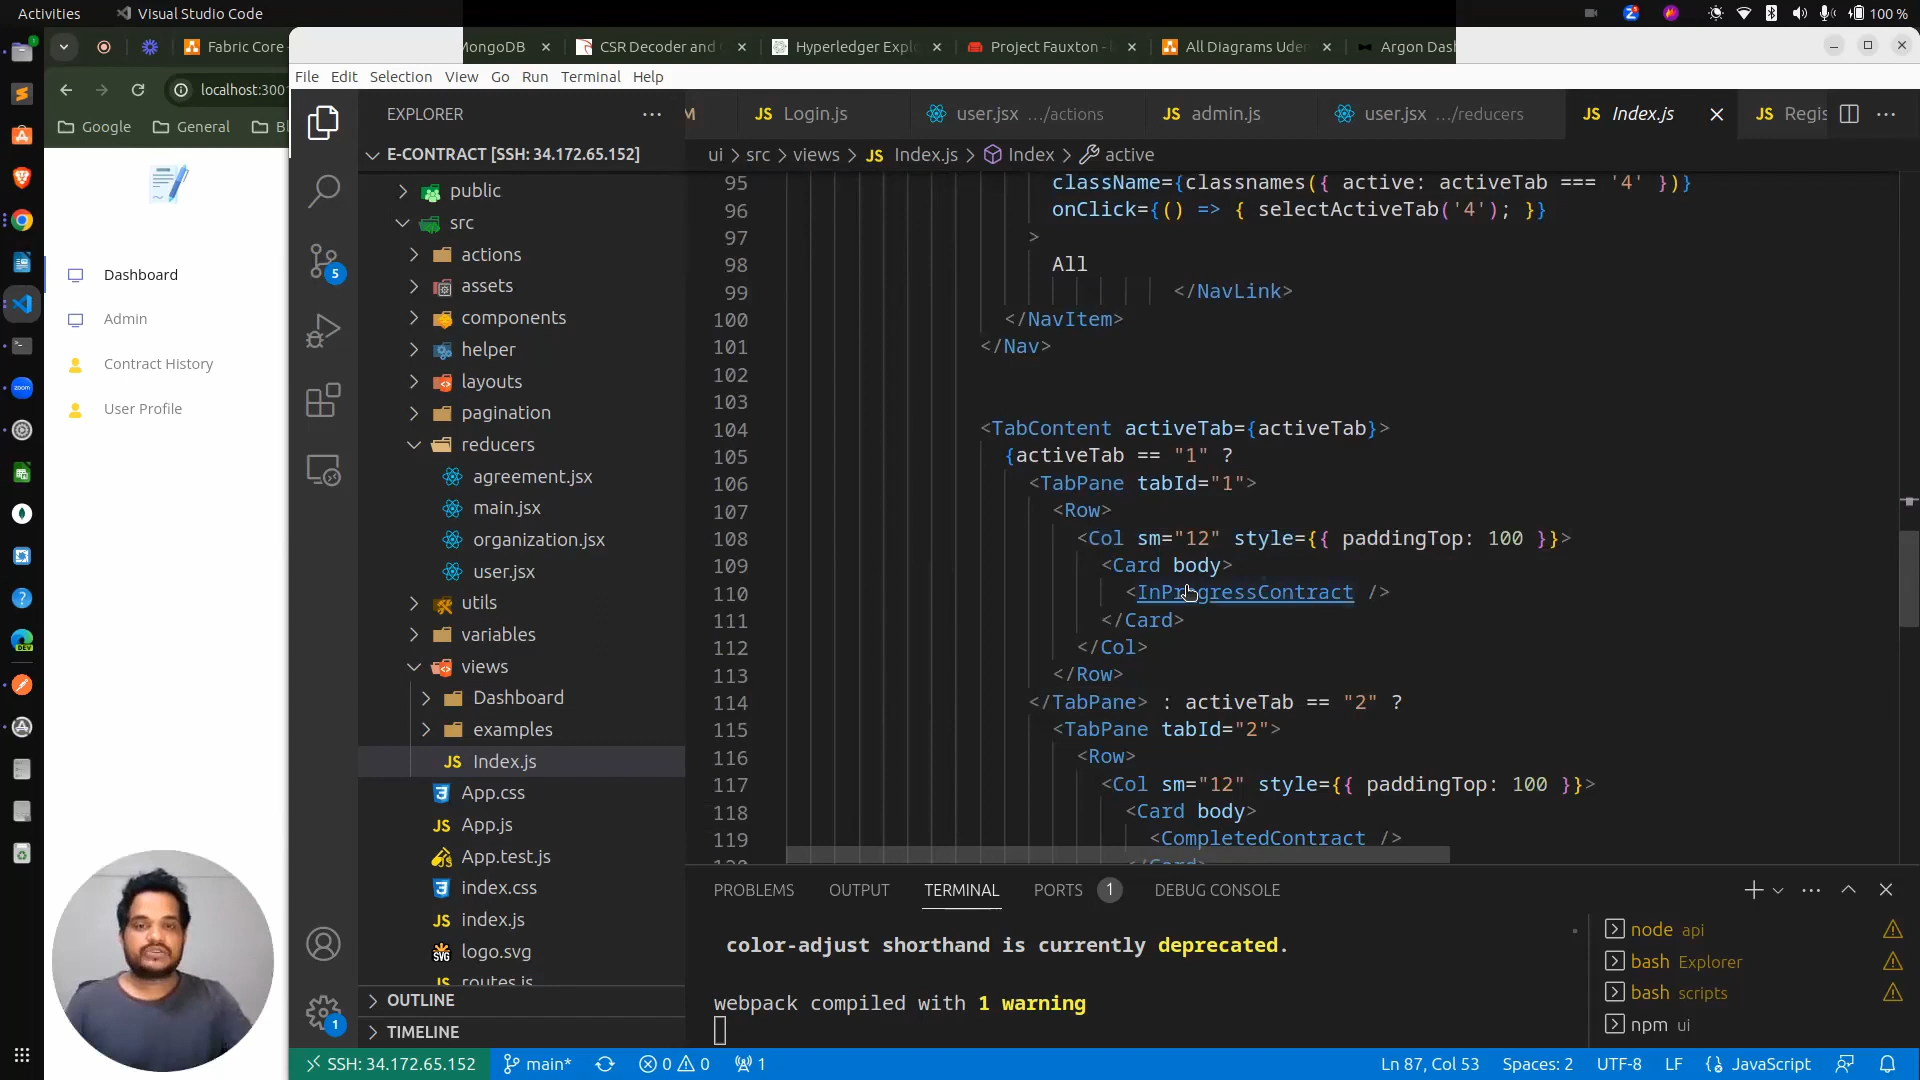 Activities
Visual Studio Code
100 %
Fabric Core
MongoDB
CSR Decoder and
Hyperledger Explo
Project Fauxton -
All Diagrams Uden
Argon Dash
localhost:3001
Google
General
Dashboard
Admin
Contract History
User Profile
File Edit Selection View Go Run Terminal Help
EXPLORER
E-CONTRACT [SSH: 34.172.65.152]
public
src
actions
assets
components
helper
layouts
pagination
reducers
agreement.jsx
main.jsx
organization.jsx
user.jsx
utils
variables
views
Dashboard
examples
Index.js
App.css
App.js
App.test.js
index.css
index.js
logo.svg
routes.js
OUTLINE
TIMELINE
M
JS Login.js
user.jsx .../actions
JS admin.js
user.jsx .../reducers
JS Index.js
JS Regis
ui > src > views > JS Index.js > Index > active
95 className={classnames({ active: activeTab === '4' })}
96 onClick={() => { selectActiveTab('4'); }}
97 >
98 All
99 </NavLink>
100 </NavItem>
101 </Nav>
102
103
104 <TabContent activeTab={activeTab}>
105 {activeTab == "1" ?
106 <TabPane tabId="1">
107 <Row>
108 <Col sm="12" style={{ paddingTop: 100 }}>
109 <Card body>
110 <InProgressContract />
111 </Card>
112 </Col>
113 </Row>
114 </TabPane> : activeTab == "2" ?
115 <TabPane tabId="2">
116 <Row>
117 <Col sm="12" style={{ paddingTop: 100 }}>
118 <Card body>
119 <CompletedContract />
120 </Card>
PROBLEMS OUTPUT TERMINAL PORTS 1 DEBUG CONSOLE
color-adjust shorthand is currently deprecated.
webpack compiled with 1 warning
node api
bash Explorer
bash scripts
npm ui
5
1
zoom
DEV
SSH: 34.172.65.152
main*
0 0
1
Ln 87, Col 53
Spaces: 2
UTF-8
LF
JavaScript